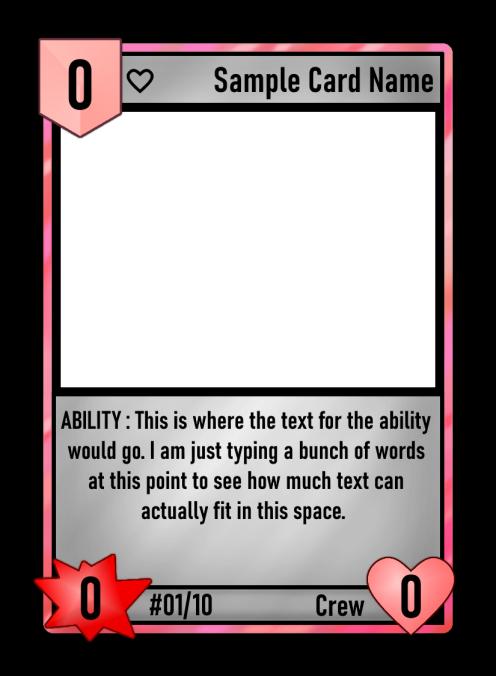 0
Sample Card Name
ABILITY : This is where the text for the ability
would go. I am just typing a bunch of words
at this point to see how much text can
actually fit in this space.
0
#01/10
Crew
0